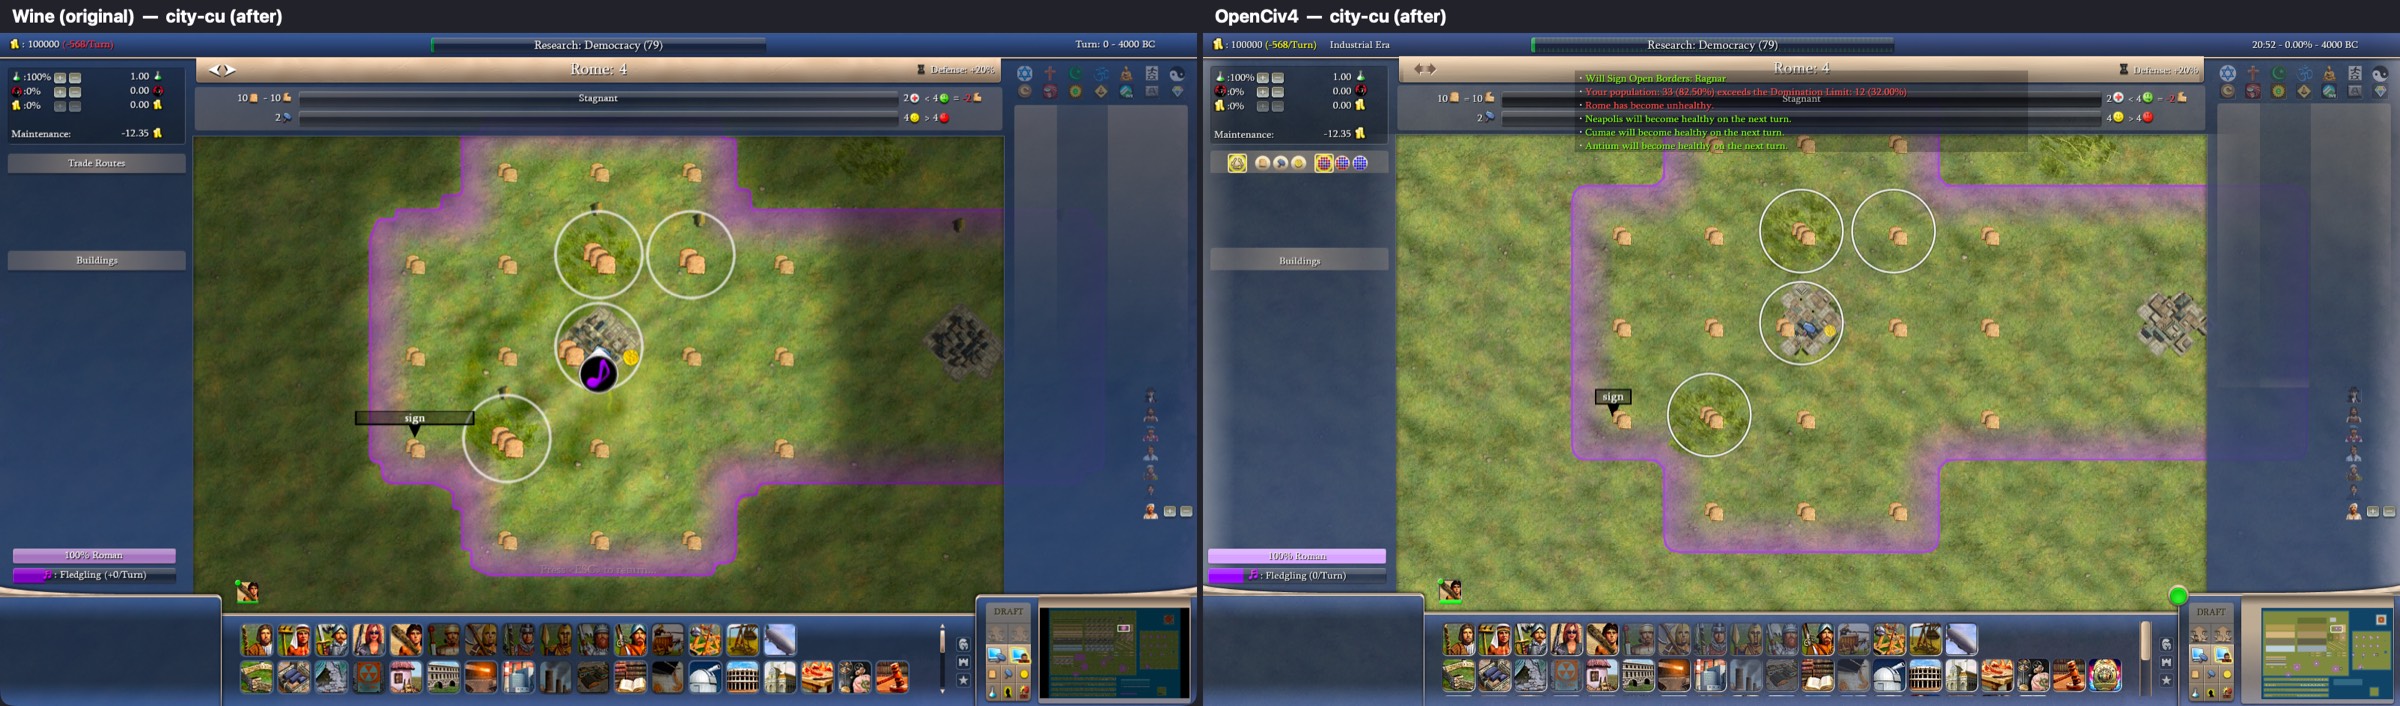 Wine (original) — city-cu (after)
: 100000 (-568/Turn)
Research: Democracy (79)
Turn: 0 - 4000 BC
:100%
1.00
:0%
0.00
:0%
0.00
Maintenance:
-12.35
Trade Routes
Buildings
Rome: 4
Defense: +20%
10 - 10
Stagnant
2 < 4 = -2
2
4 > 4
sign
100% Roman
: Fledgling (+0/Turn)
DRAFT
OpenCiv4 — city-cu (after)
: 100000 (-568/Turn)
Industrial Era
Research: Democracy (79)
20:52 - 0.00% - 4000 BC
:100%
1.00
:0%
0.00
:0%
0.00
Maintenance:
-12.35
Buildings
Rome: 4
Defense: +20%
· Will Sign Open Borders: Ragnar
· Your population: 33 (82.50%) exceeds the Domination Limit: 12 (32.00%)
· Rome has become unhealthy.
· Neapolis will become healthy on the next turn.
· Cumae will become healthy on the next turn.
· Antium will become healthy on the next turn.
10 = 10
Stagnant
2 < 4 = -2
2
4 > 4
sign
100% Roman
: Fledgling (0/Turn)
DRAFT